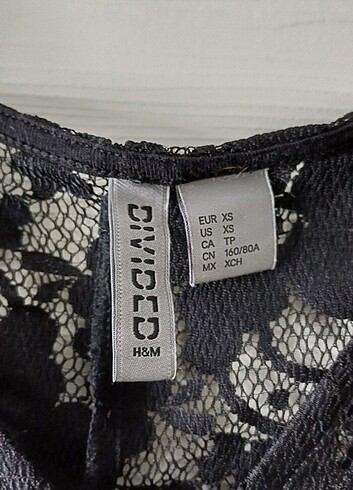 DIVIDED
H&M
EUR XS
US XS
CA TP
CN 160/80A
MX XCH